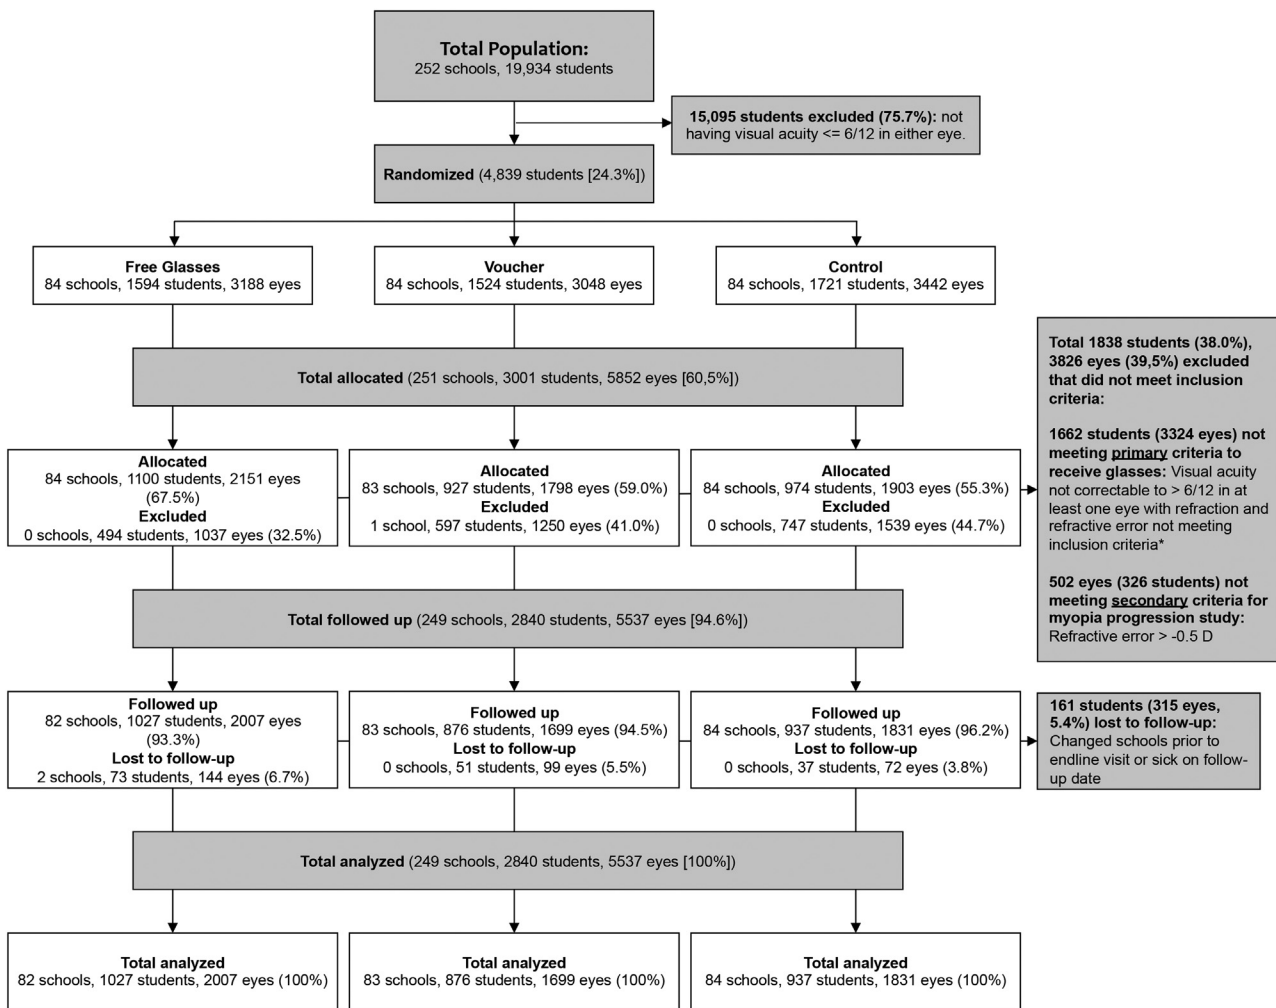 Total Population:
252 schools, 19,934 students
15,095 students excluded (75.7%): not
having visual acuity <= 6/12 in either eye.
Randomized (4,839 students [24.3%])
Free Glasses
84 schools, 1594 students, 3188 eyes
Voucher
84 schools, 1524 students, 3048 eyes
Control
84 schools, 1721 students, 3442 eyes
Total allocated (251 schools, 3001 students, 5852 eyes [60,5%])
Total 1838 students (38.0%),
3826 eyes (39,5%) excluded
that did not meet inclusion
criteria:
1662 students (3324 eyes) not
meeting primary criteria to
receive glasses: Visual acuity
not correctable to > 6/12 in at
least one eye with refraction and
refractive error not meeting
inclusion criteria*
502 eyes (326 students) not
meeting secondary criteria for
myopia progression study:
Refractive error > -0.5 D
Allocated
84 schools, 1100 students, 2151 eyes
(67.5%)
Excluded
0 schools, 494 students, 1037 eyes (32.5%)
Allocated
83 schools, 927 students, 1798 eyes (59.0%)
Excluded
1 school, 597 students, 1250 eyes (41.0%)
Allocated
84 schools, 974 students, 1903 eyes (55.3%)
Excluded
0 schools, 747 students, 1539 eyes (44.7%)
Total followed up (249 schools, 2840 students, 5537 eyes [94.6%])
Followed up
82 schools, 1027 students, 2007 eyes
(93.3%)
Lost to follow-up
2 schools, 73 students, 144 eyes (6.7%)
Followed up
83 schools, 876 students, 1699 eyes (94.5%)
Lost to follow-up
0 schools, 51 students, 99 eyes (5.5%)
Followed up
84 schools, 937 students, 1831 eyes (96.2%)
Lost to follow-up
0 schools, 37 students, 72 eyes (3.8%)
161 students (315 eyes,
5.4%) lost to follow-up:
Changed schools prior to
endline visit or sick on follow-
up date
Total analyzed (249 schools, 2840 students, 5537 eyes [100%])
Total analyzed
82 schools, 1027 students, 2007 eyes (100%)
Total analyzed
83 schools, 876 students, 1699 eyes (100%)
Total analyzed
84 schools, 937 students, 1831 eyes (100%)